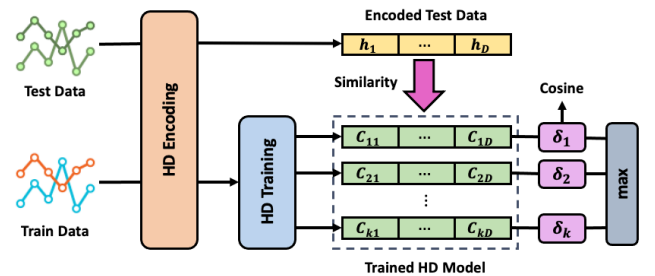 Encoded Test Data
h₁ ... h_D
Test Data
Similarity
Cosine
HD Encoding
HD Training
C₁₁ ... C₁D
δ₁
C₂₁ ... C₂D
δ₂
⋮
Cₖ₁ ... CₖD
δₖ
max
Train Data
Trained HD Model